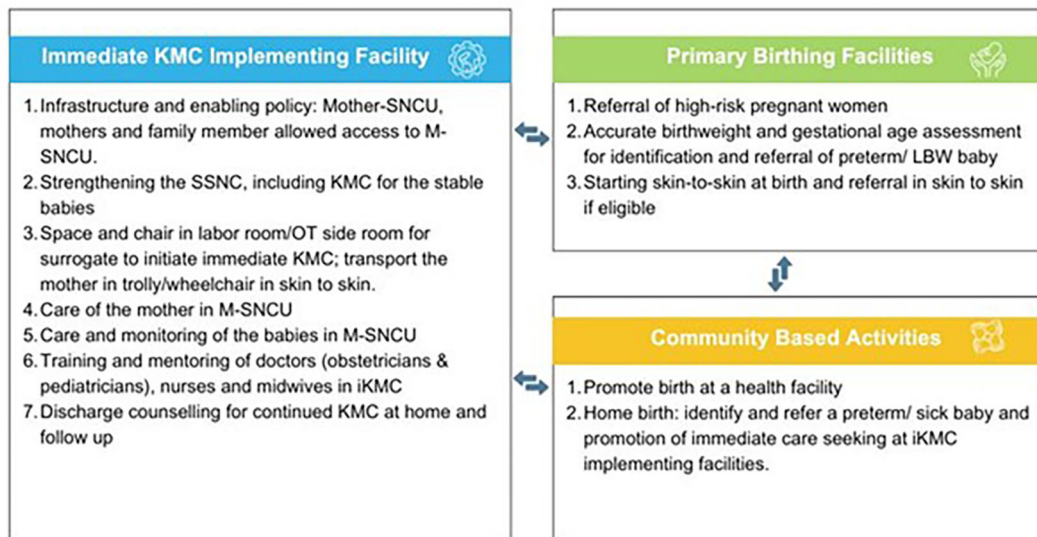 Immediate KMC Implementing Facility
1. Infrastructure and enabling policy: Mother-SNCU,
mothers and family member allowed access to M-
SNCU.
2. Strengthening the SSNC, including KMC for the stable
babies
3. Space and chair in labor room/OT side room for
surrogate to initiate immediate KMC; transport the
mother in trolly/wheelchair in skin to skin.
4. Care of the mother in M-SNCU
5. Care and monitoring of the babies in M-SNCU
6. Training and mentoring of doctors (obstetricians &
pediatricians), nurses and midwives in iKMC
7. Discharge counselling for continued KMC at home and
follow up
Primary Birthing Facilities
1. Referral of high-risk pregnant women
2. Accurate birthweight and gestational age assessment
for identification and referral of preterm/ LBW baby
3. Starting skin-to-skin at birth and referral in skin to skin
if eligible
Community Based Activities
1. Promote birth at a health facility
2. Home birth: identify and refer a preterm/ sick baby and
promotion of immediate care seeking at iKMC
implementing facilities.